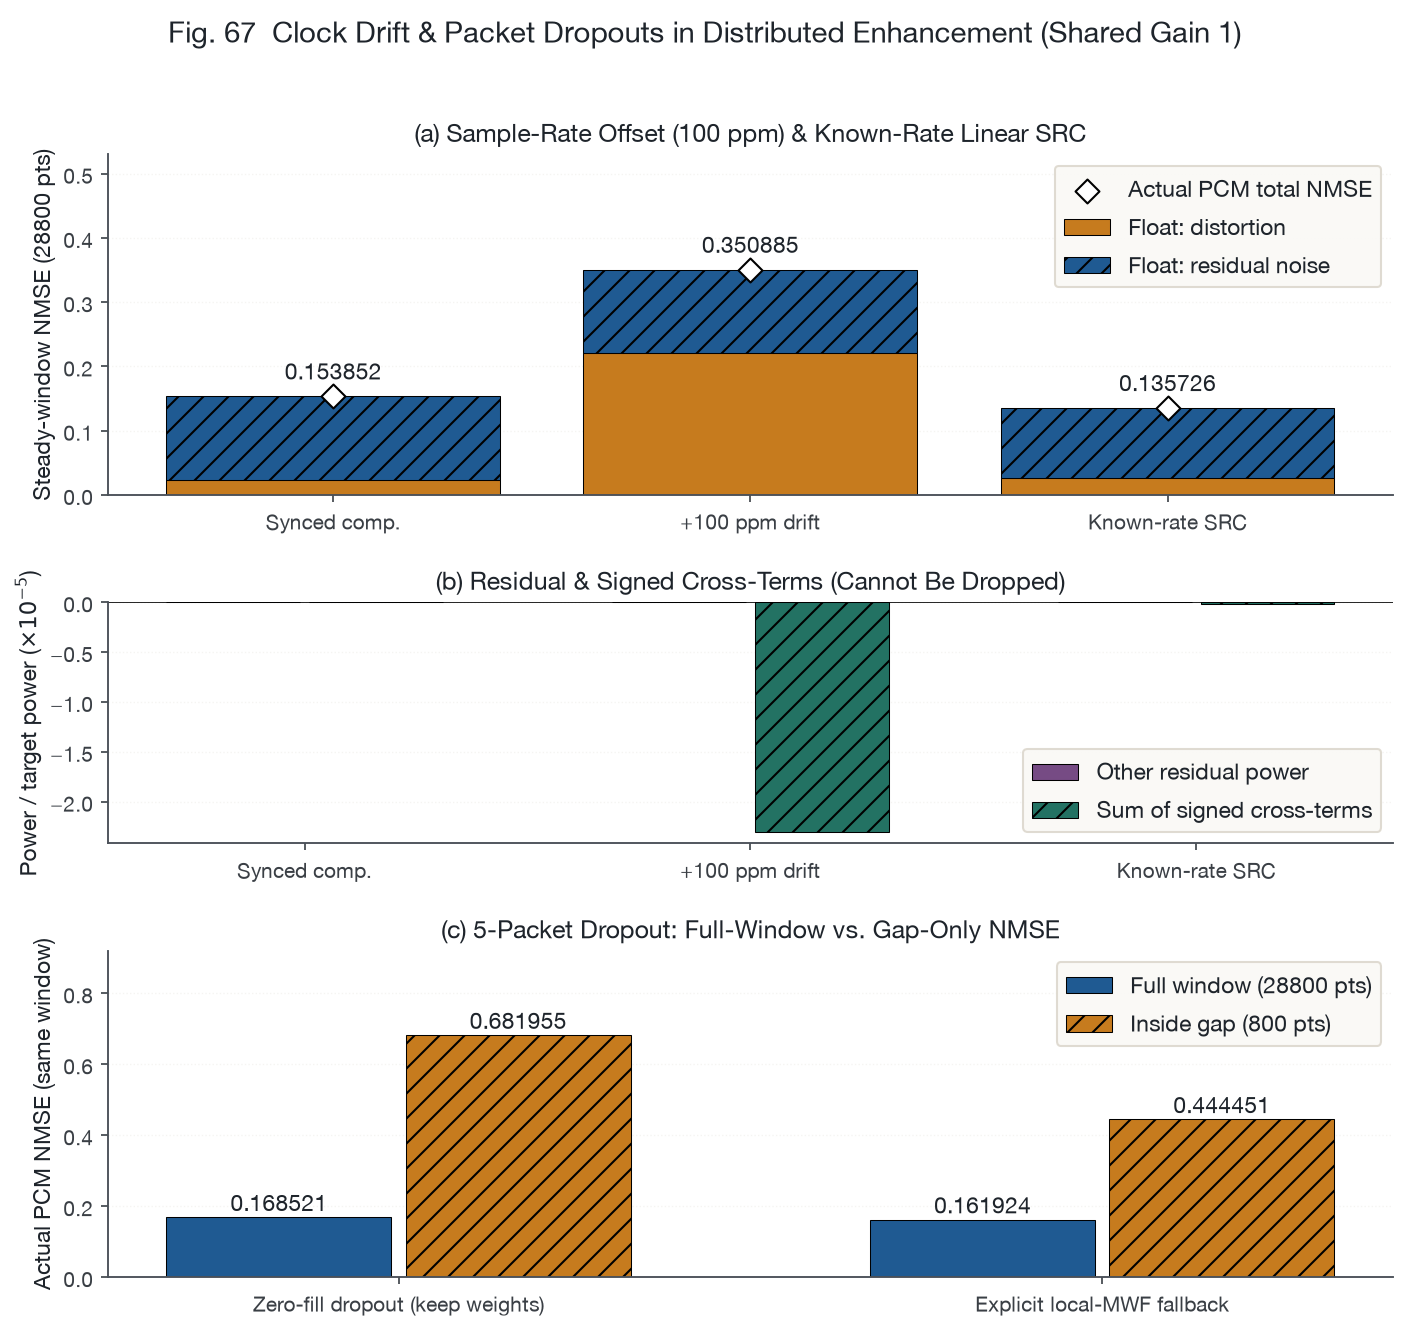 Fig. 67  Clock Drift & Packet Dropouts in Distributed Enhancement (Shared Gain 1)
(a) Sample-Rate Offset (100 ppm) & Known-Rate Linear SRC
Steady-window NMSE (28800 pts)
0.5
0.4
0.3
0.2
0.1
0.0
Actual PCM total NMSE
Float: distortion
Float: residual noise
0.153852
0.350885
0.135726
Synced comp.
+100 ppm drift
Known-rate SRC
(b) Residual & Signed Cross-Terms (Cannot Be Dropped)
Power / target power (×10⁻⁵)
0.0
−0.5
−1.0
−1.5
−2.0
Other residual power
Sum of signed cross-terms
Synced comp.
+100 ppm drift
Known-rate SRC
(c) 5-Packet Dropout: Full-Window vs. Gap-Only NMSE
Actual PCM NMSE (same window)
0.8
0.6
0.4
0.2
0.0
Full window (28800 pts)
Inside gap (800 pts)
0.168521
0.681955
0.161924
0.444451
Zero-fill dropout (keep weights)
Explicit local-MWF fallback